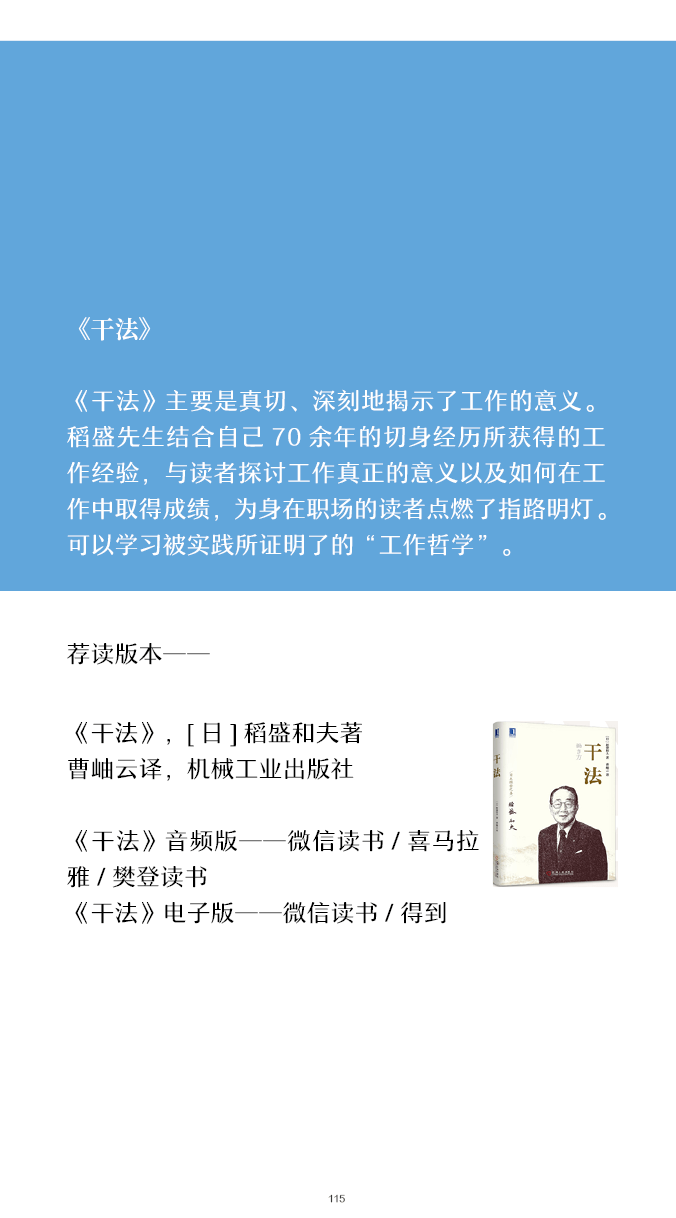 《干法》
《干法》主要是真切、深刻地揭示了工作的意义。
稻盛先生结合自己 70 余年的切身经历所获得的工
作经验，与读者探讨工作真正的意义以及如何在工
作中取得成绩，为身在职场的读者点燃了指路明灯。
可以学习被实践所证明了的“工作哲学”。
荐读版本——
《干法》，[ 日 ] 稻盛和夫著
曹岫云译，机械工业出版社
《干法》音频版——微信读书 / 喜马拉
雅 / 樊登读书
《干法》电子版——微信读书 / 得到
干法
干法
115